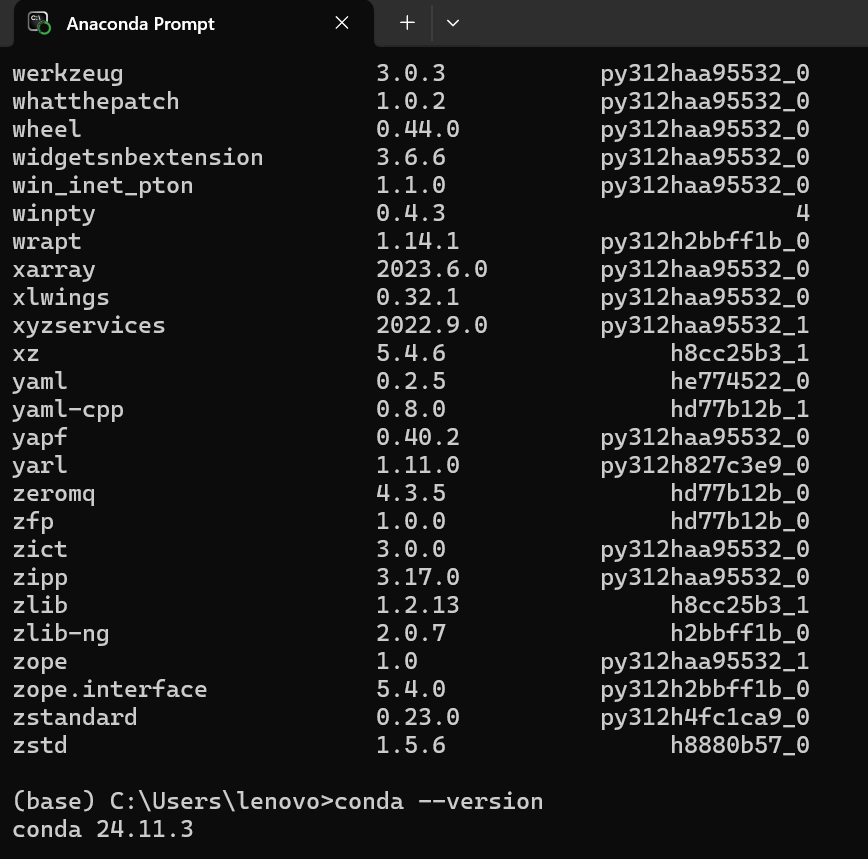 Anaconda Prompt
werkzeug 3.0.3 py312haa95532_0
whatthepatch 1.0.2 py312haa95532_0
wheel 0.44.0 py312haa95532_0
widgetsnbextension 3.6.6 py312haa95532_0
win_inet_pton 1.1.0 py312haa95532_0
winpty 0.4.3 4
wrapt 1.14.1 py312h2bbff1b_0
xarray 2023.6.0 py312haa95532_0
xlwings 0.32.1 py312haa95532_0
xyzservices 2022.9.0 py312haa95532_1
xz 5.4.6 h8cc25b3_1
yaml 0.2.5 he774522_0
yaml-cpp 0.8.0 hd77b12b_1
yapf 0.40.2 py312haa95532_0
yarl 1.11.0 py312h827c3e9_0
zeromq 4.3.5 hd77b12b_0
zfp 1.0.0 hd77b12b_0
zict 3.0.0 py312haa95532_0
zipp 3.17.0 py312haa95532_0
zlib 1.2.13 h8cc25b3_1
zlib-ng 2.0.7 h2bbff1b_0
zope 1.0 py312haa95532_1
zope.interface 5.4.0 py312h2bbff1b_0
zstandard 0.23.0 py312h4fc1ca9_0
zstd 1.5.6 h8880b57_0
(base) C:\Users\lenovo>conda --version
conda 24.11.3